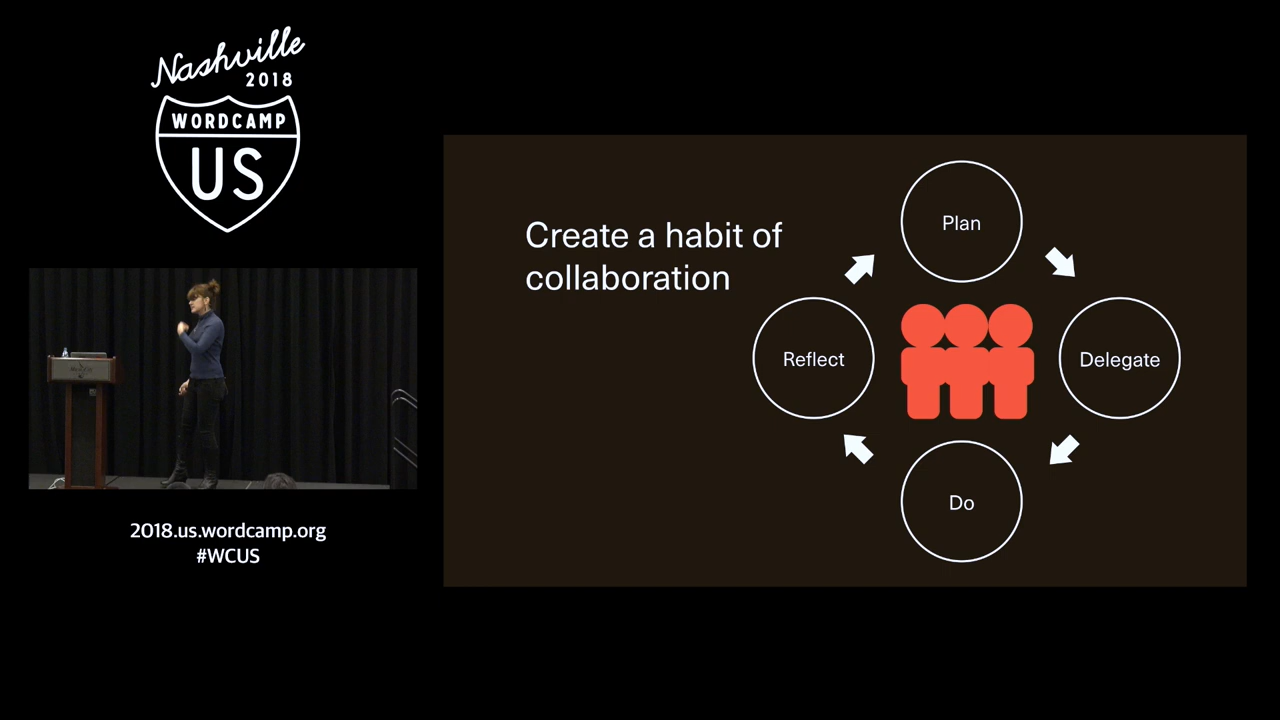 Nashville
2018
WORDCAMP
US
2018.us.wordcamp.org
#WCUS
Create a habit of
collaboration
Plan
Delegate
Do
Reflect